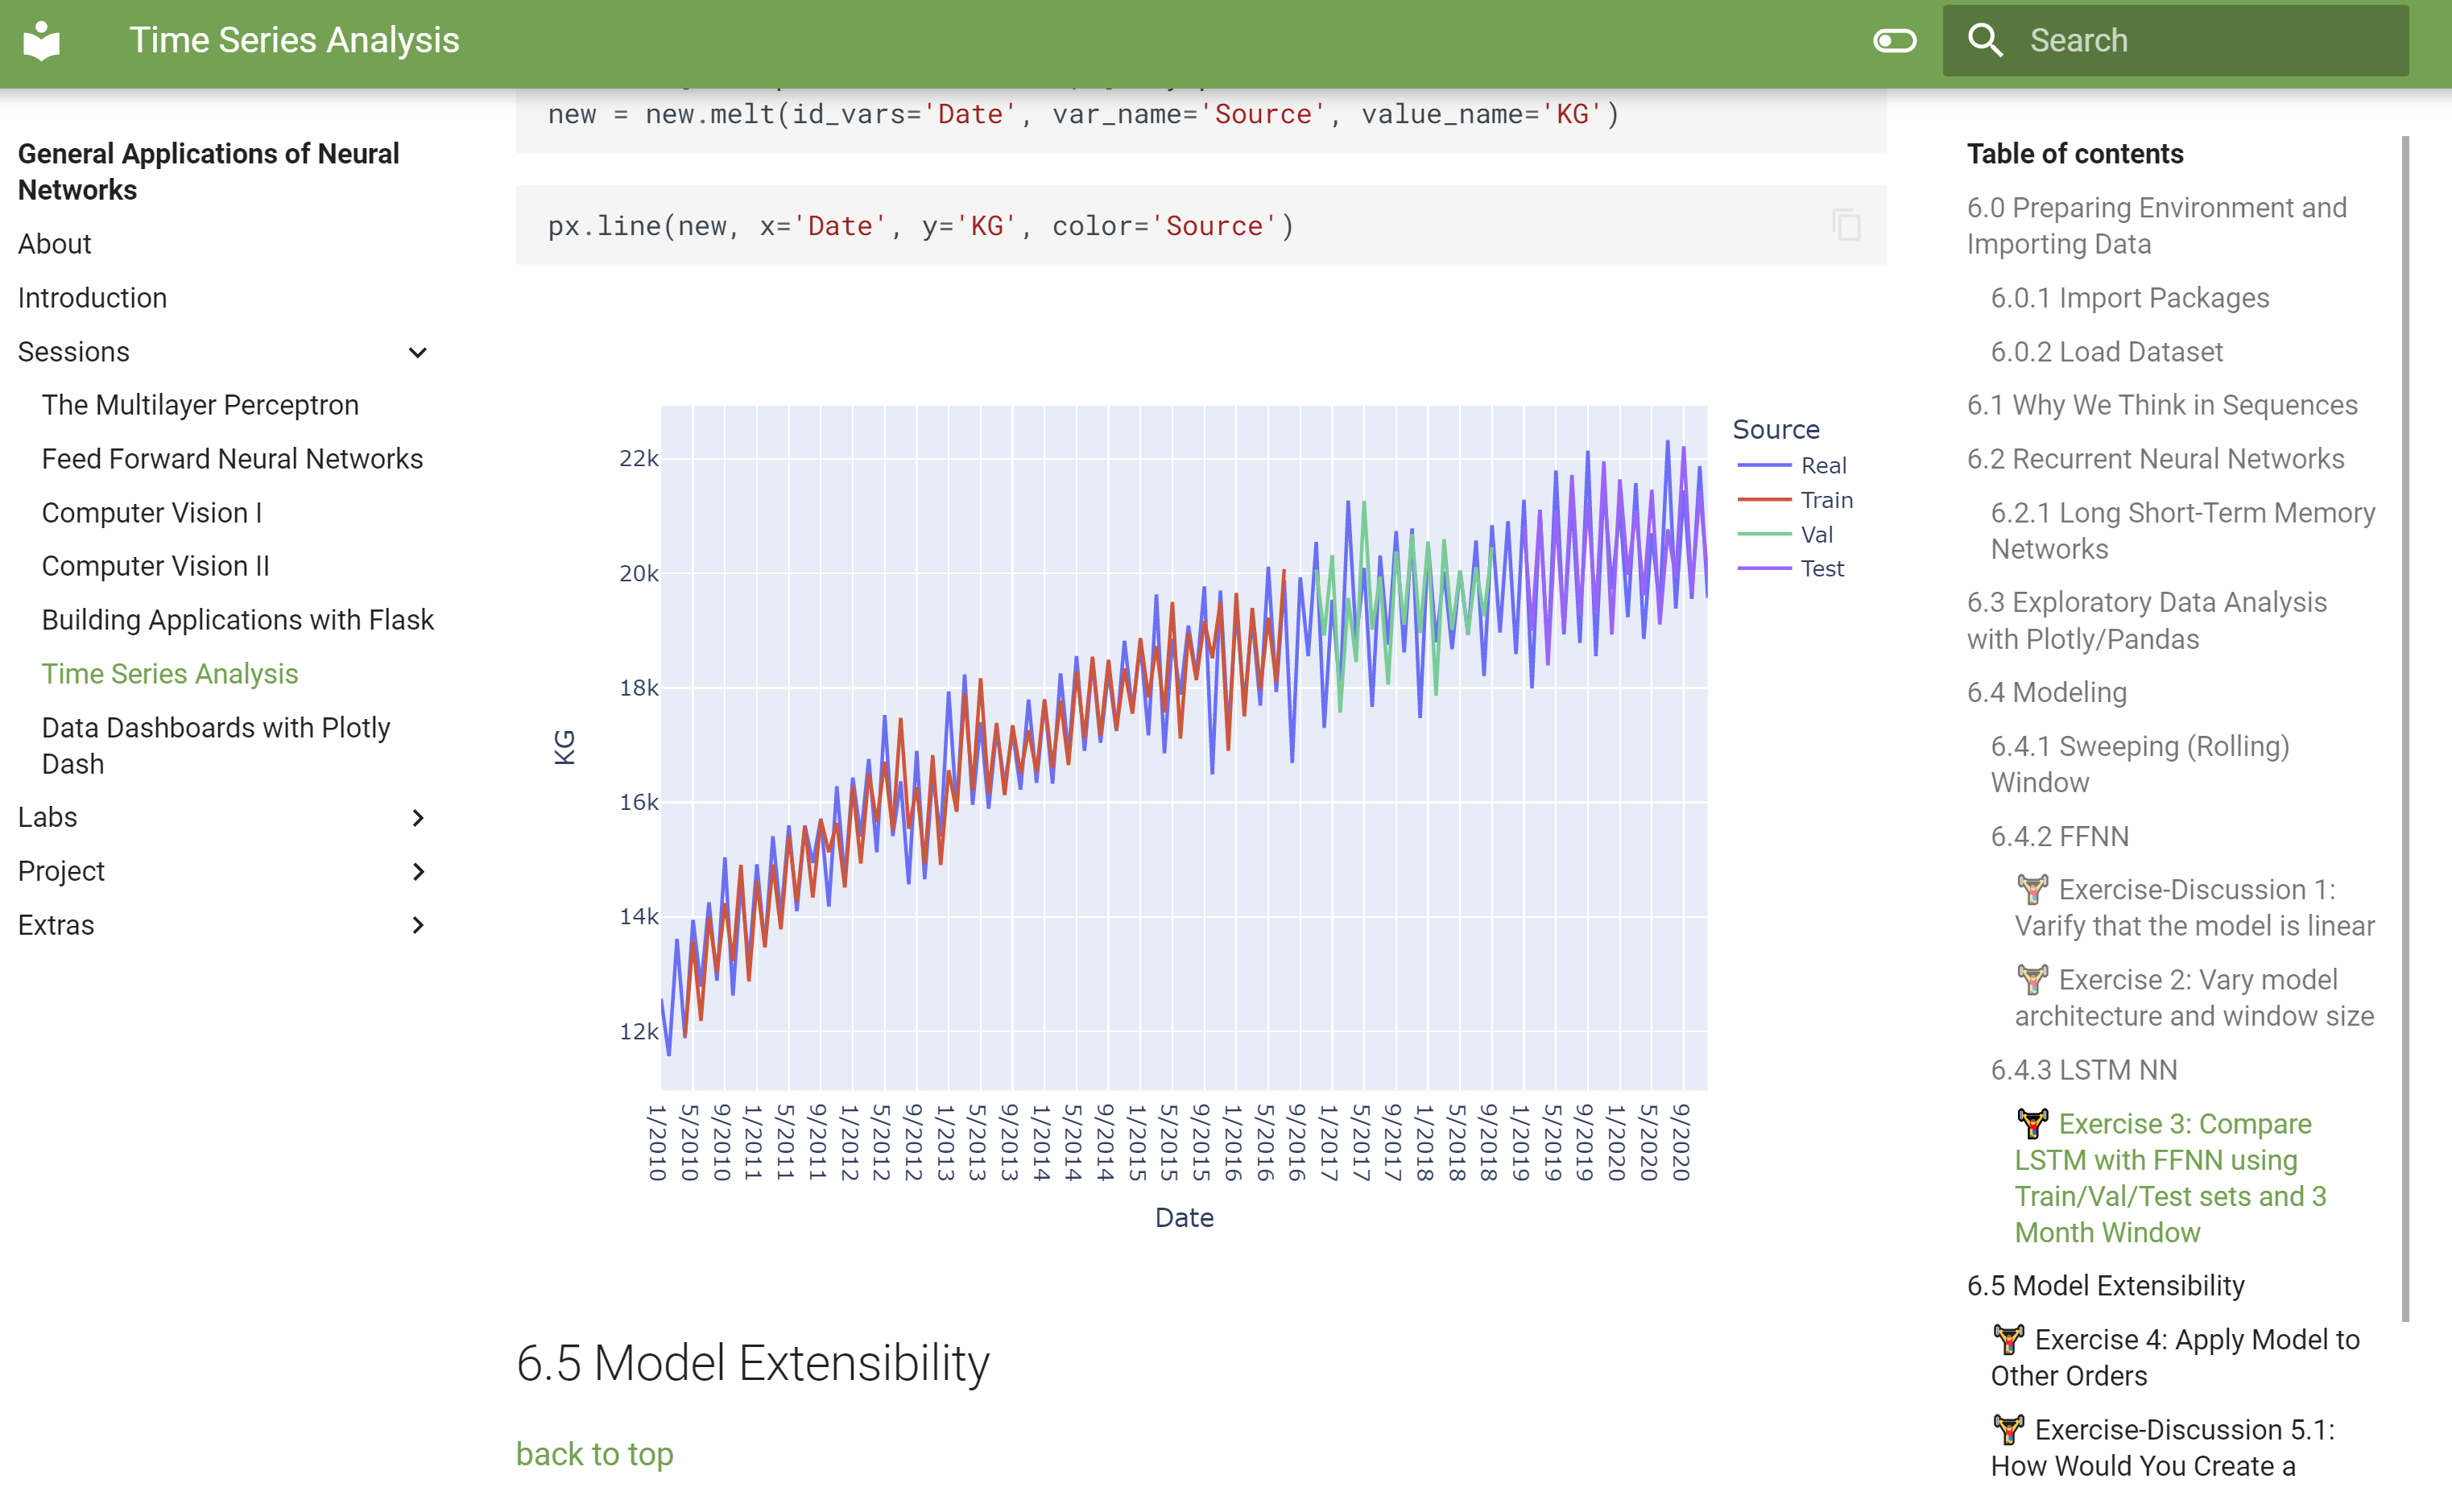 Time Series Analysis
Search
General Applications of Neural
Networks
About
Introduction
Sessions
The Multilayer Perceptron
Feed Forward Neural Networks
Computer Vision I
Computer Vision II
Building Applications with Flask
Time Series Analysis
Data Dashboards with Plotly
Dash
Labs
Project
Extras
new = new.melt(id_vars='Date', var_name='Source', value_name='KG')
px.line(new, x='Date', y='KG', color='Source')
Source
Real
Train
Val
Test
22k
20k
18k
16k
14k
12k
KG
1/2010
5/2010
9/2010
1/2011
5/2011
9/2011
1/2012
5/2012
9/2012
1/2013
5/2013
9/2013
1/2014
5/2014
9/2014
1/2015
5/2015
9/2015
1/2016
5/2016
9/2016
1/2017
5/2017
9/2017
1/2018
5/2018
9/2018
1/2019
5/2019
9/2019
1/2020
5/2020
9/2020
Date
6.5 Model Extensibility
back to top
Table of contents
6.0 Preparing Environment and
Importing Data
6.0.1 Import Packages
6.0.2 Load Dataset
6.1 Why We Think in Sequences
6.2 Recurrent Neural Networks
6.2.1 Long Short-Term Memory
Networks
6.3 Exploratory Data Analysis
with Plotly/Pandas
6.4 Modeling
6.4.1 Sweeping (Rolling)
Window
6.4.2 FFNN
Exercise-Discussion 1:
Varify that the model is linear
Exercise 2: Vary model
architecture and window size
6.4.3 LSTM NN
Exercise 3: Compare
LSTM with FFNN using
Train/Val/Test sets and 3
Month Window
6.5 Model Extensibility
Exercise 4: Apply Model to
Other Orders
Exercise-Discussion 5.1:
How Would You Create a